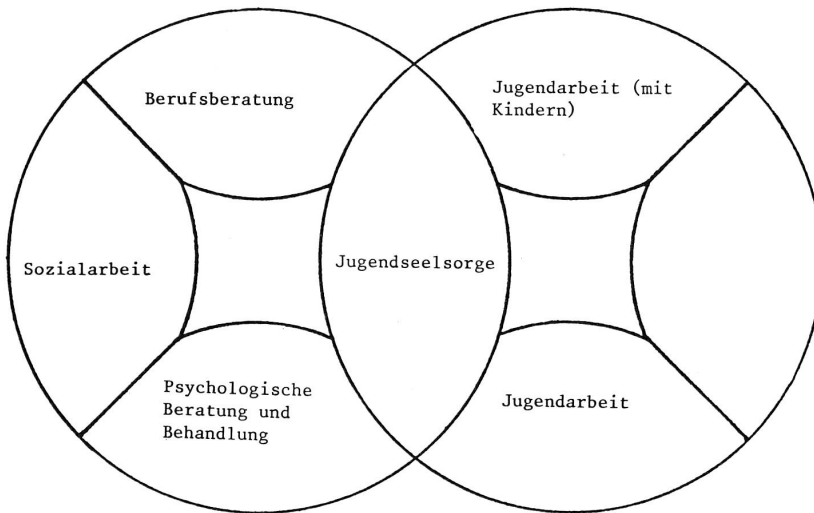 Berufsberatung
Jugendarbeit (mit
Kindern)
Sozialarbeit
Jugendseelsorge
Psychologische
Beratung und
Behandlung
Jugendarbeit